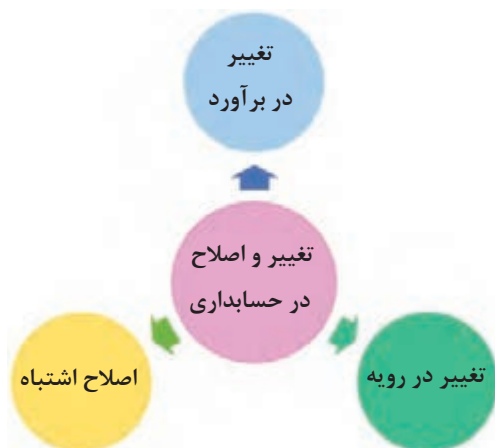 تغییر
در برآورد
تغییر و اصلاح
در حسابداری
تغییر در رویه
اصلاح اشتباه